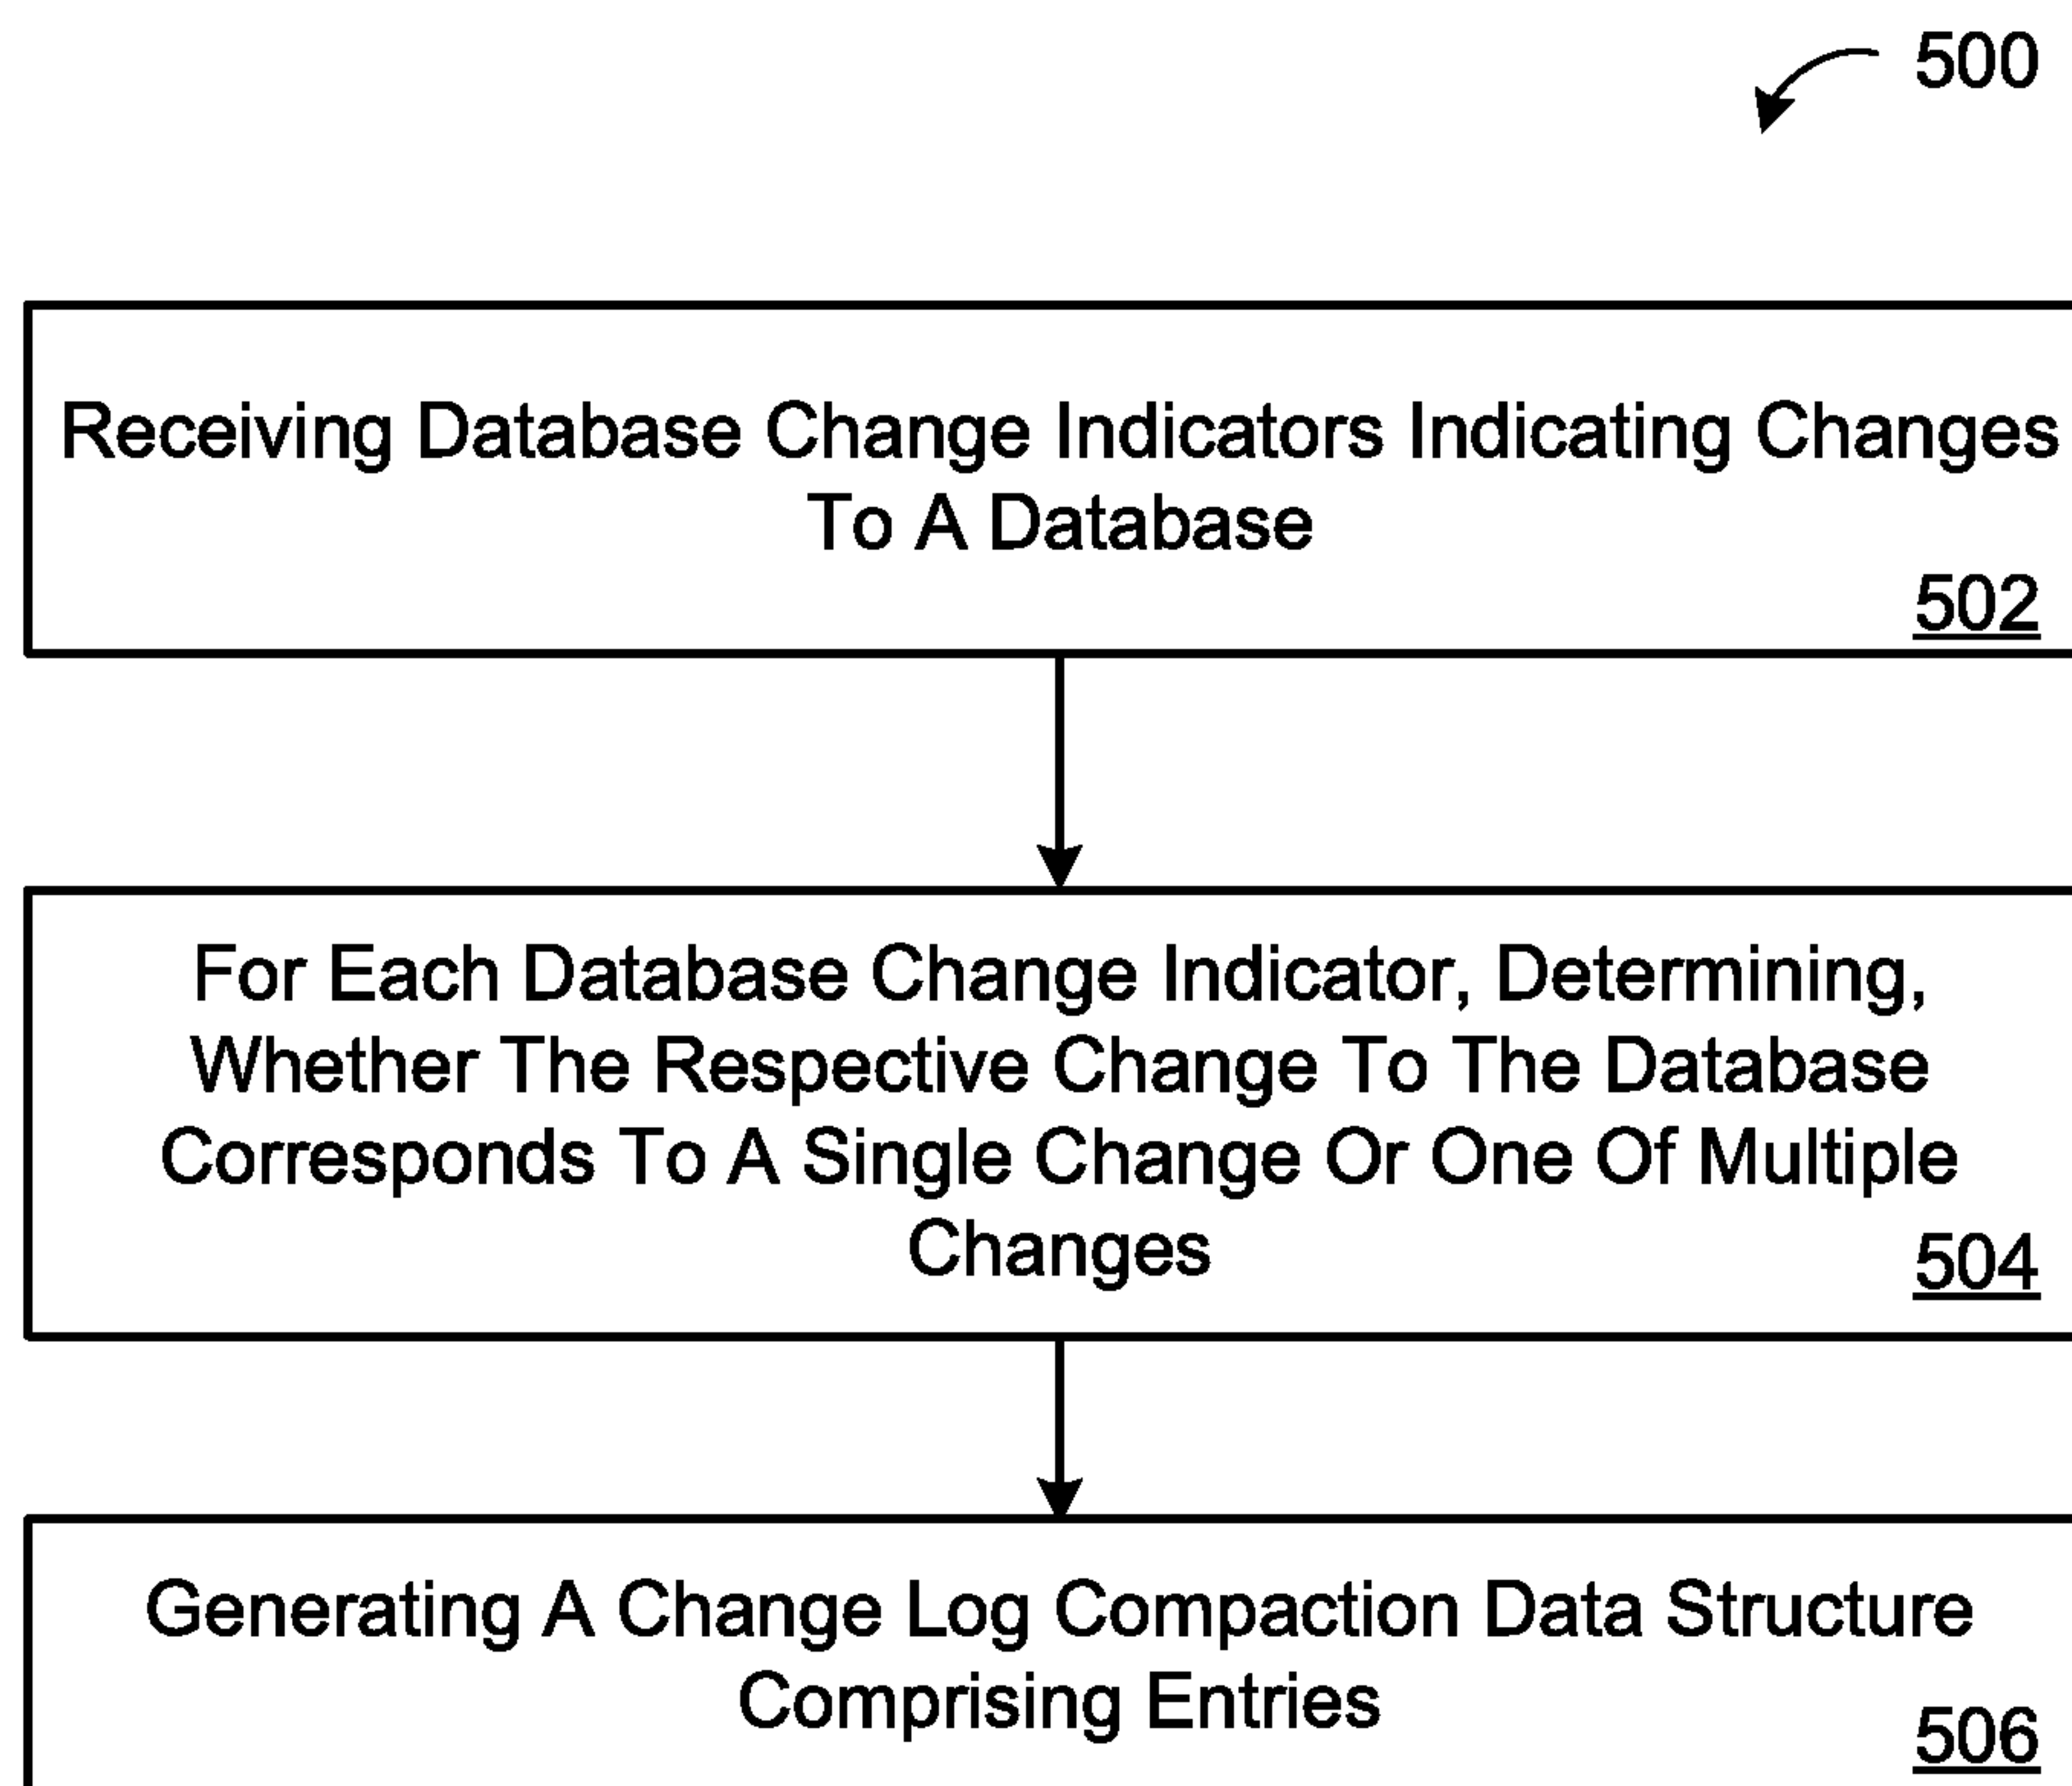 500
Receiving Database Change Indicators Indicating Changes
To A Database
502
For Each Database Change Indicator, Determining,
Whether The Respective Change To The Database
Corresponds To A Single Change Or One Of Multiple
Changes
504
Generating A Change Log Compaction Data Structure
Comprising Entries
506